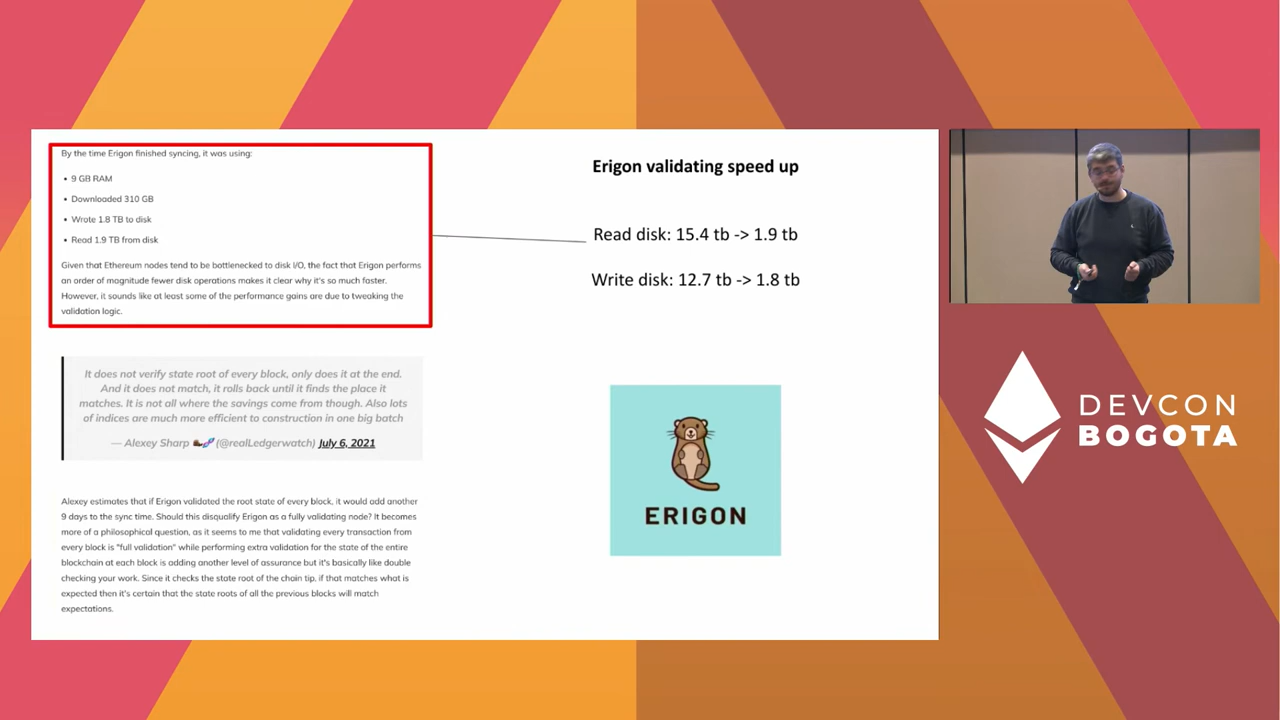 By the time Erigon finished syncing, it was using:
• 9 GB RAM
• Downloaded 310 GB
• Wrote 1.8 TB to disk
• Read 1.9 TB from disk
Given that Ethereum nodes tend to be bottlenecked to disk I/O, the fact that Erigon performs
an order of magnitude fewer disk operations makes it clear why it's so much faster.
However, it sounds like at least some of the performance gains are due to tweaking the
validation logic.
It does not verify state root of every block, only does it at the end.
And it does not match, it rolls back until it finds the place it
matches. It is not all where the savings come from though. Also lots
of indices are much more efficient to construction in one big batch
— Alexey Sharp (@realLedgerwatch) July 6, 2021
Alexey estimates that if Erigon validated the root state of every block, it would add another
9 days to the sync time. Should this disqualify Erigon as a fully validating node? It becomes
more of a philosophical question, as it seems to me that validating every transaction from
every block is "full validation" while performing extra validation for the state of the entire
blockchain at each block is adding another level of assurance but it's basically like double
checking your work. Since it checks the state root of the chain tip, if that matches what is
expected then it's certain that the state roots of all the previous blocks will match
expectations.
Erigon validating speed up
Read disk: 15.4 tb -> 1.9 tb
Write disk: 12.7 tb -> 1.8 tb
ERIGON
DEVCON
BOGOTA